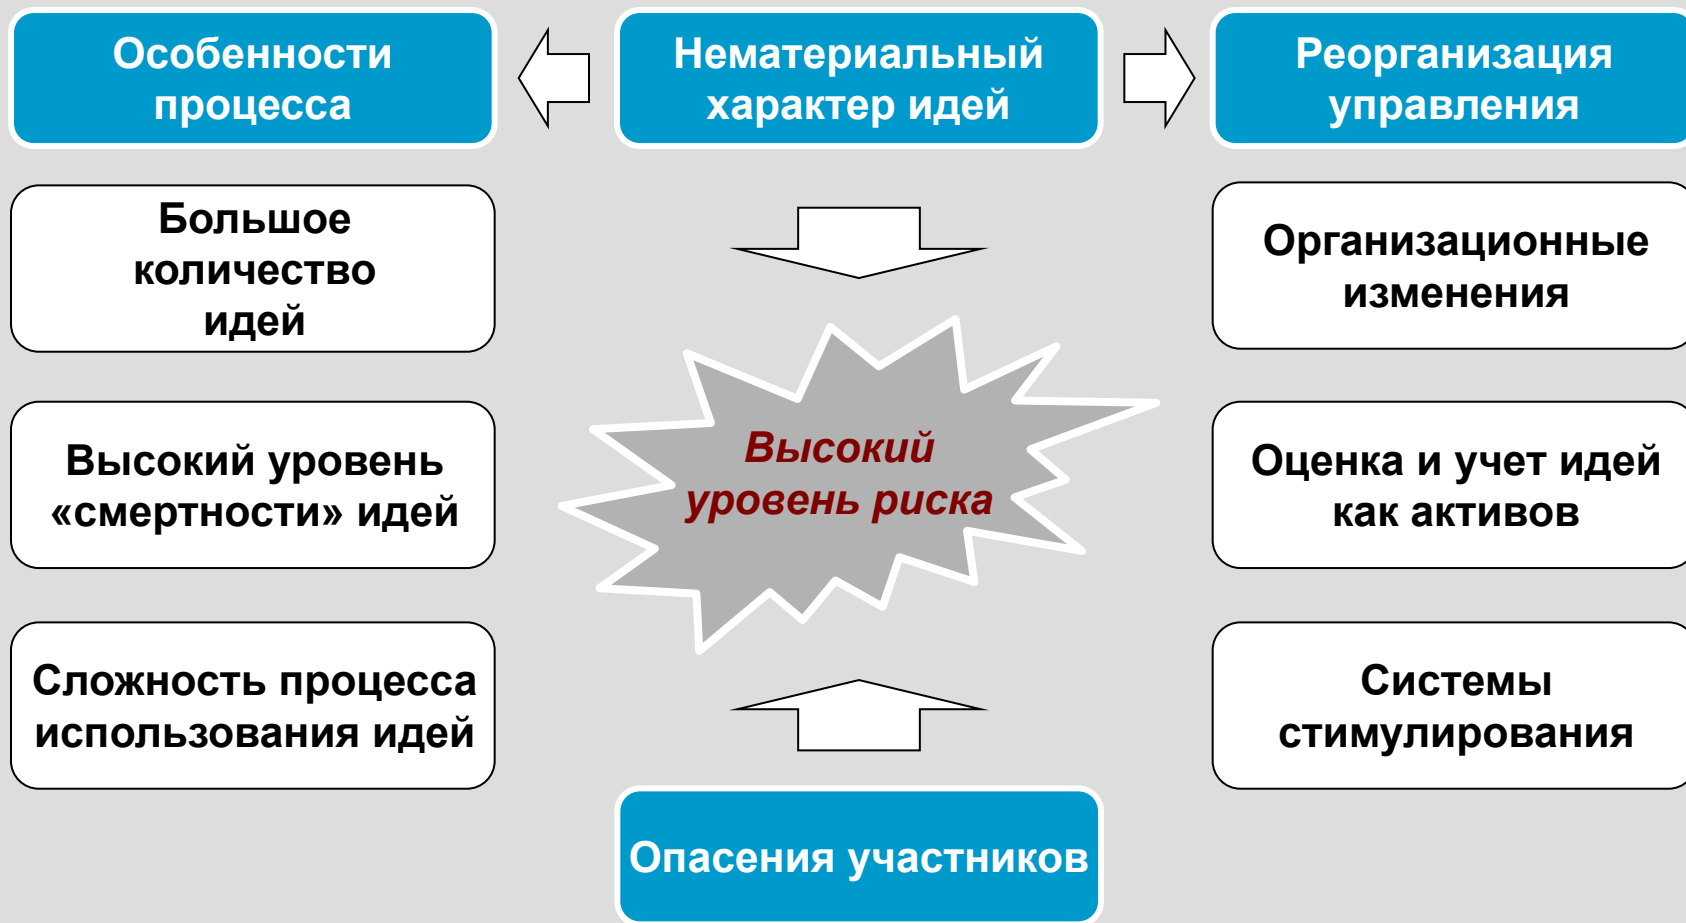 Особенности
процесса
Нематериальный
характер идей
Реорганизация
управления
Большое
количество
идей
Организационные
изменения
Высокий уровень
«смертности» идей
Высокий
уровень риска
Оценка и учет идей
как активов
Сложность процесса
использования идей
Системы
стимулирования
Опасения участников